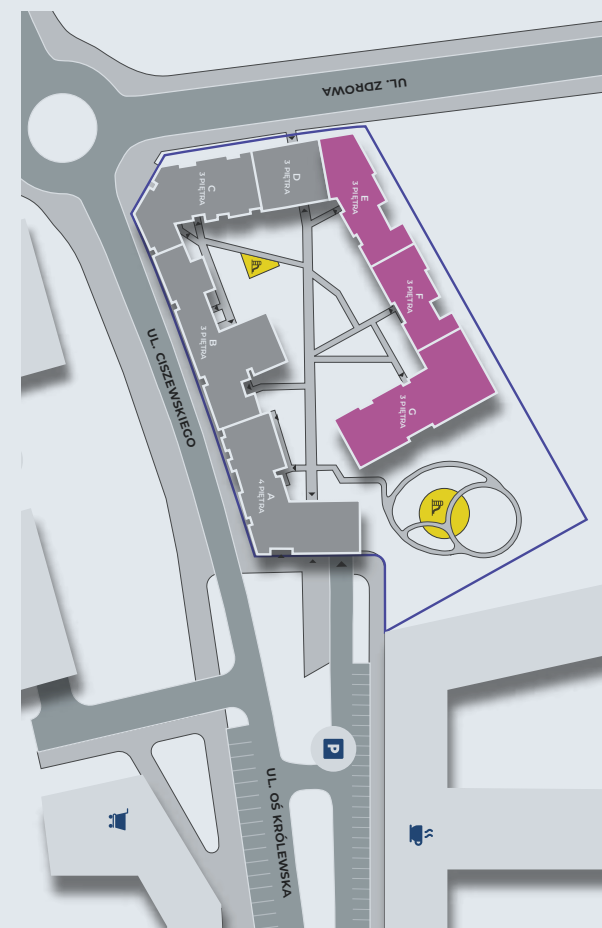 UL. ZDROWA
D
3 PIĘTRA
C
3 PIĘTRA
E
3 PIĘTRA
F
3 PIĘTRA
B
3 PIĘTRA
UL. CISZEWSKIEGO
G
3 PIĘTRA
A
4 PIĘTRA
P
UL. OŚ KRÓLEWSKA